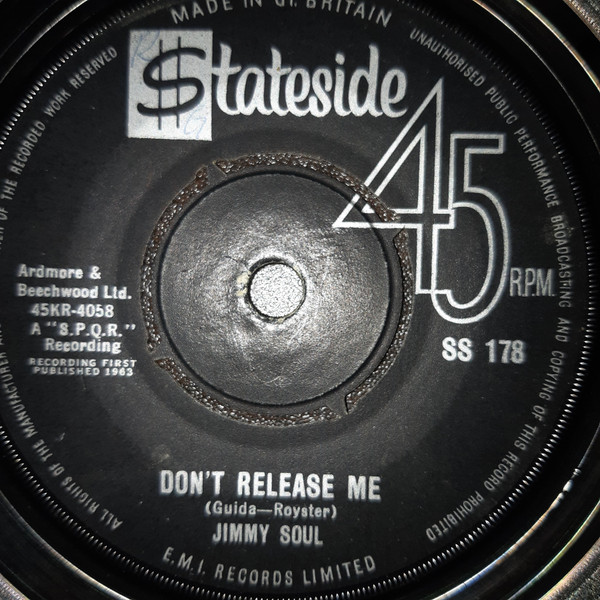 MADE IN GT. BRITAIN
$tateside
45
R.P.M.
SS 178
Ardmore &
Beechwood Ltd.
45KR-4058
A "S.P.Q.R."
Recording
RECORDING FIRST
PUBLISHED 1963
DON'T RELEASE ME
(Guida—Royster)
JIMMY SOUL
E.M.I. RECORDS LIMITED
ALL RIGHTS OF THE MANUFACTURER AND OF THE RECORDED WORK RESERVED
UNAUTHORISED PUBLIC PERFORMANCE BROADCASTING AND COPYING OF THIS RECORD PROHIBITED